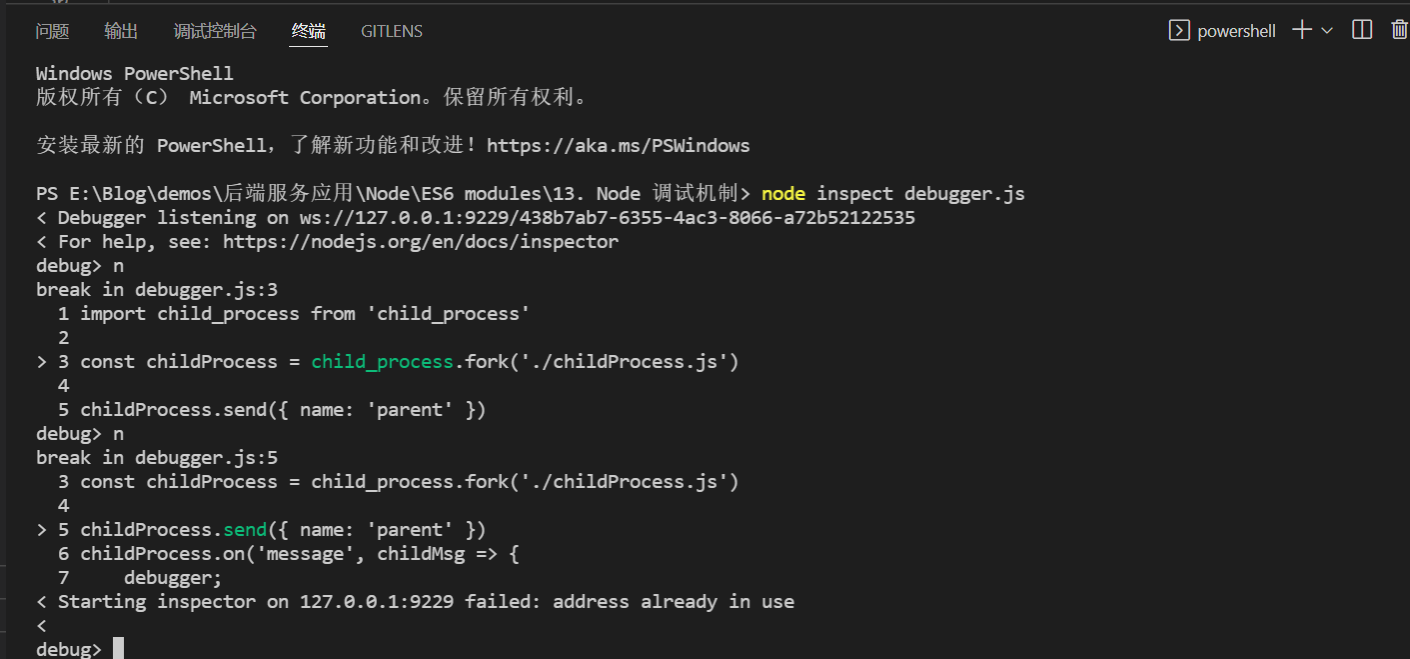 问题 输出 调试控制台 终端 GITLENS powershell
Windows PowerShell
版权所有（C） Microsoft Corporation。保留所有权利。
安装最新的 PowerShell，了解新功能和改进！https://aka.ms/PSWindows
PS E:\Blog\demos\后端服务应用\Node\ES6 modules\13. Node 调试机制> node inspect debugger.js
< Debugger listening on ws://127.0.0.1:9229/438b7ab7-6355-4ac3-8066-a72b52122535
< For help, see: https://nodejs.org/en/docs/inspector
debug> n
break in debugger.js:3
  1 import child_process from 'child_process'
  2
> 3 const childProcess = child_process.fork('./childProcess.js')
  4
  5 childProcess.send({ name: 'parent' })
debug> n
break in debugger.js:5
  3 const childProcess = child_process.fork('./childProcess.js')
  4
> 5 childProcess.send({ name: 'parent' })
  6 childProcess.on('message', childMsg => {
  7     debugger;
< Starting inspector on 127.0.0.1:9229 failed: address already in use
<
debug>